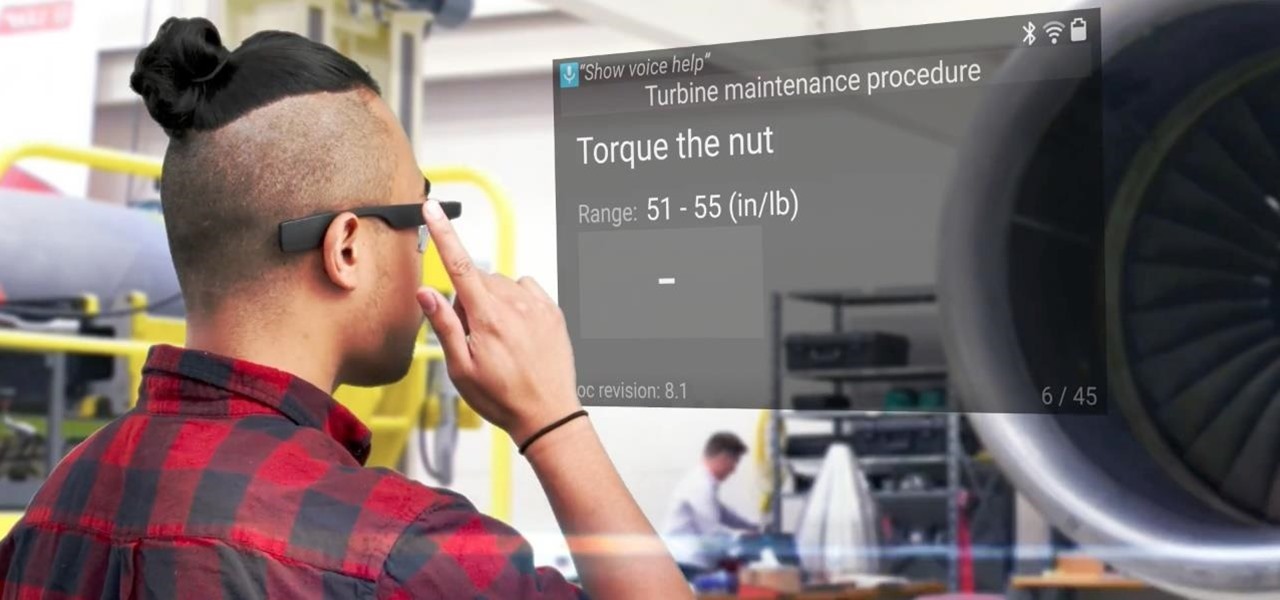 "Show voice help"
Turbine maintenance procedure
Torque the nut
Range: 51 - 55 (in/lb)
-
oc revision: 8.1
6 / 45